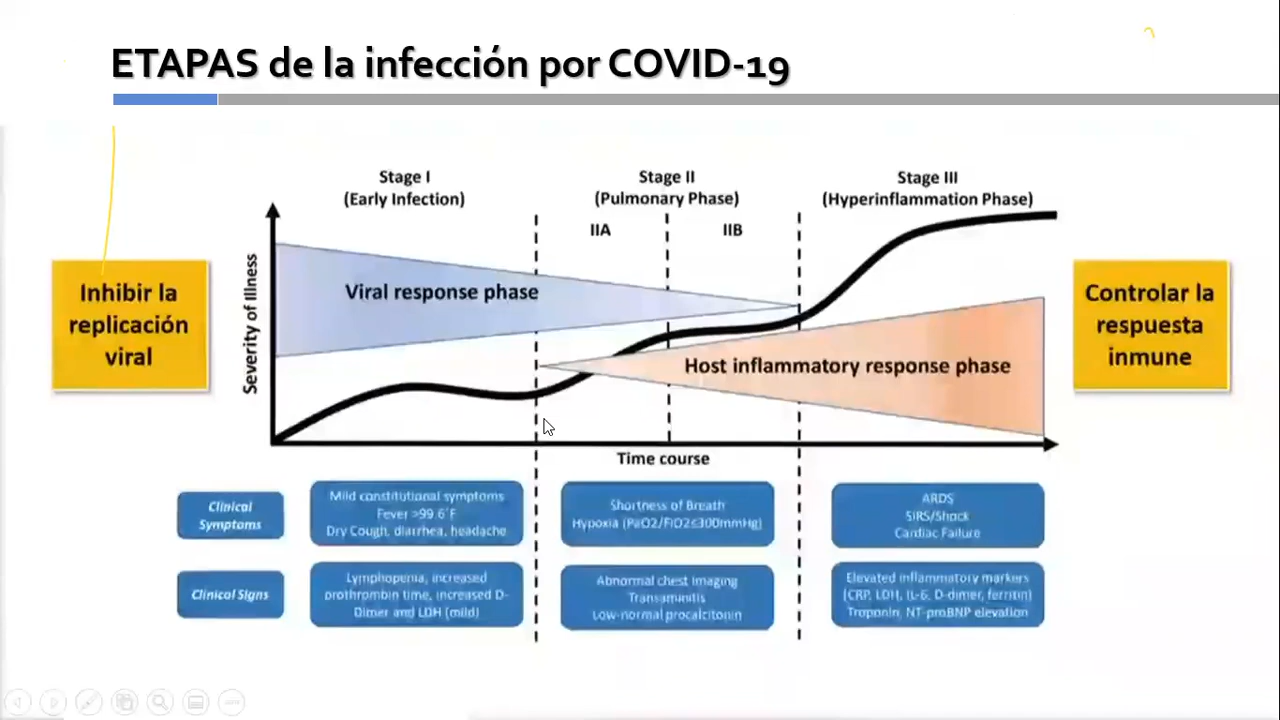 ETAPAS de la infección por COVID-19
Stage I
(Early Infection)
Stage II
(Pulmonary Phase)
IIA
IIB
Stage III
(Hyperinflammation Phase)
Inhibir la
replicación
viral
Severity of Illness
Viral response phase
Host inflammatory response phase
Controlar la
respuesta
inmune
Time course
Clinical
Symptoms
Mild constitutional symptoms
Fever >99.6°F
Dry Cough, diarrhea, headache
Shortness of Breath
Hypoxia (PaO2/FiO2≤300mmHg)
ARDS
SIRS/Shock
Cardiac Failure
Clinical Signs
Lymphopenia, increased
prothrombin time, increased D-
Dimer and LDH (mild)
Abnormal chest imaging
Transaminitis
Low-normal procalcitonin
Elevated inflammatory markers
(CRP, LDH, IL-6, D-dimer, ferritin)
Troponin, NT-proBNP elevation